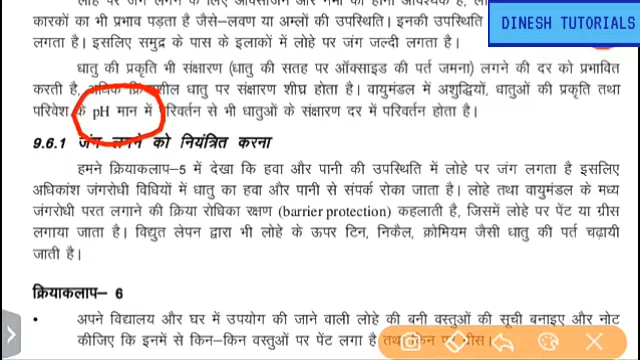 कारकों का भी प्रभाव पड़ता है जैसे–लवण या अम्लों की उपस्थिति। इनकी उपस्थिति
DINESH TUTORIALS
लगता है। इसलिए समुद्र के पास के इलाकों में लोहे पर जंग जल्दी लगता है।
धातु की प्रकृति भी संक्षारण (धातु की सतह पर ऑक्साइड की पर्त जमना) लगने की दर को प्रभावित
करती है, अधिक क्रियाशील धातु पर संक्षारण शीघ्र होता है। वायुमंडल में अशुद्धियों, धातुओं की प्रकृति तथा
परिवेश के pH मान में परिवर्तन से भी धातुओं के संक्षारण दर में परिवर्तन होता है।
9.6.1 जंग लगने को नियंत्रित करना
हमने क्रियाकलाप–5 में देखा कि हवा और पानी की उपस्थिति में लोहे पर जंग लगता है इसलिए
अधिकांश जंगरोधी विधियों में धातु का हवा और पानी से संपर्क रोका जाता है। लोहे तथा वायुमंडल के मध्य
जंगरोधी परत लगाने की क्रिया रोधिका रक्षण (barrier protection) कहलाती है, जिसमें लोहे पर पेंट या ग्रीस
लगाया जाता है। विद्युत लेपन द्वारा भी लोहे के ऊपर टिन, निकैल, क्रोमियम जैसी धातु की पर्त चढ़ायी
जाती है।
क्रियाकलाप– 6
• अपने विद्यालय और घर में उपयोग की जाने वाली लोहे की बनी वस्तुओं की सूची बनाइए और नोट
कीजिए कि इनमें से किन–किन वस्तुओं पर पेंट लगा है तथा किन पर ग्रीस।